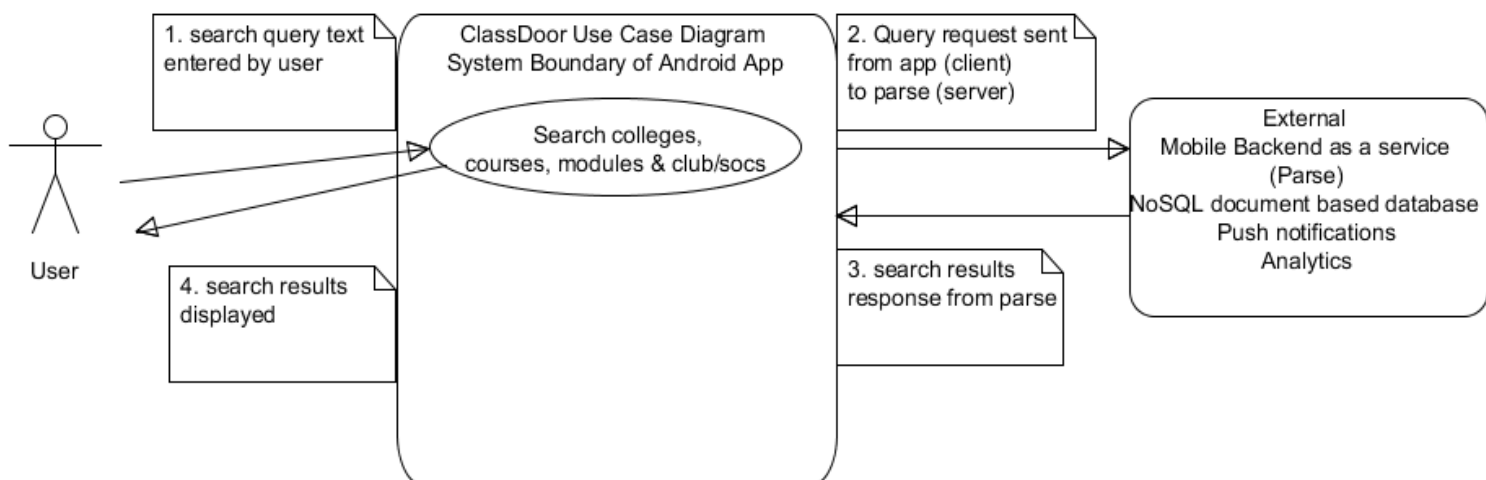 1. search query text
entered by user
ClassDoor Use Case Diagram
System Boundary of Android App
2. Query request sent
from app (client)
to parse (server)
Search colleges,
courses, modules & club/socs
External
Mobile Backend as a service
(Parse)
NoSQL document based database
Push notifications
Analytics
User
4. search results
displayed
3. search results
response from parse